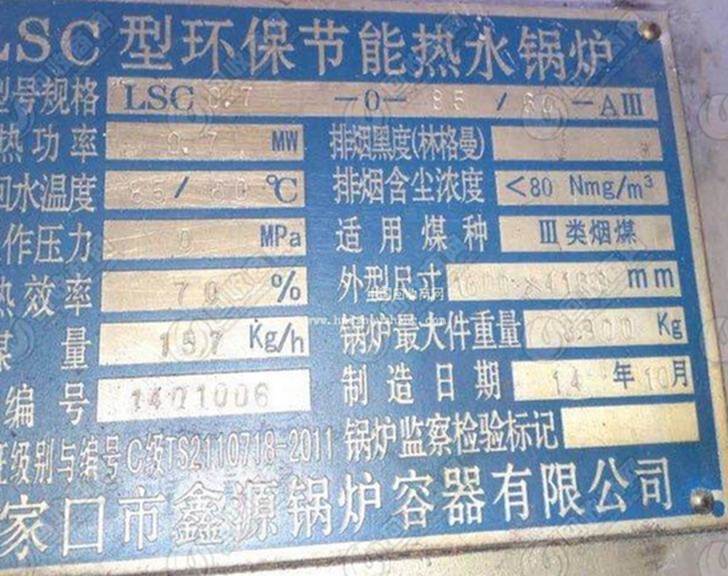 LSC型环保节能热水锅炉
型号规格 LSC0.7-0-85/60-AIII
热功率 0.7 MW 排烟黑度(林格曼)
回水温度 85/60℃ 排烟含尘浓度 <80 Nmg/m³
作压力 0 MPa 适用煤种 III类烟煤
热效率 % 外型尺寸 mm
煤量 157 Kg/h 锅炉最大件重量 Kg
编号 1401006 制造日期 14年10月
证级别与编号C级TS2110718-2011 锅炉监察检验标记
家口市鑫源锅炉容器有限公司